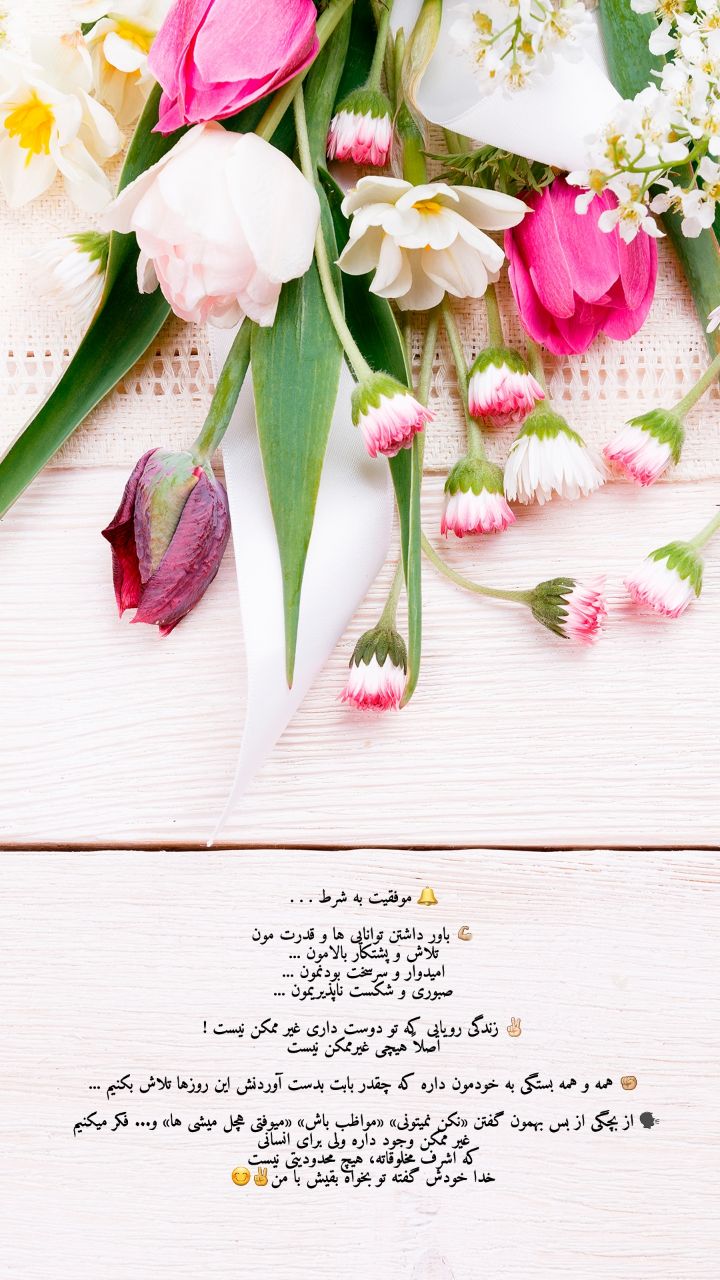 🔔 موفقیت به شرط . . .
💪🏻 باور داشتن توانایی ها و قدرت مون
تلاش و پشتکار بالامون ...
امیدوار و سرسخت بودنمون ...
صبوری و شکست ناپذیریمون ...
✌🏻 زندگی رویایی که تو دوست داری غیر ممکن نیست !
اصلاً هیچی غیرممکن نیست
✊🏼 همه و همه بستگی به خودمون داره که چقدر بابت بدست آوردنش این روزها تلاش بکنیم ...
🗣 از بچگی از بس بهمون گفتن «نکن نمیتونی» «مواظب باش» «میوفتی هچل میشی ها» و... فکر میکنیم
غیر ممکن وجود داره ولی برای انسانی
که اشرف مخلوقاته، هیچ محدودیتی نیست
خدا خودش گفته تو بخواه بقیش با من✌🏼😊